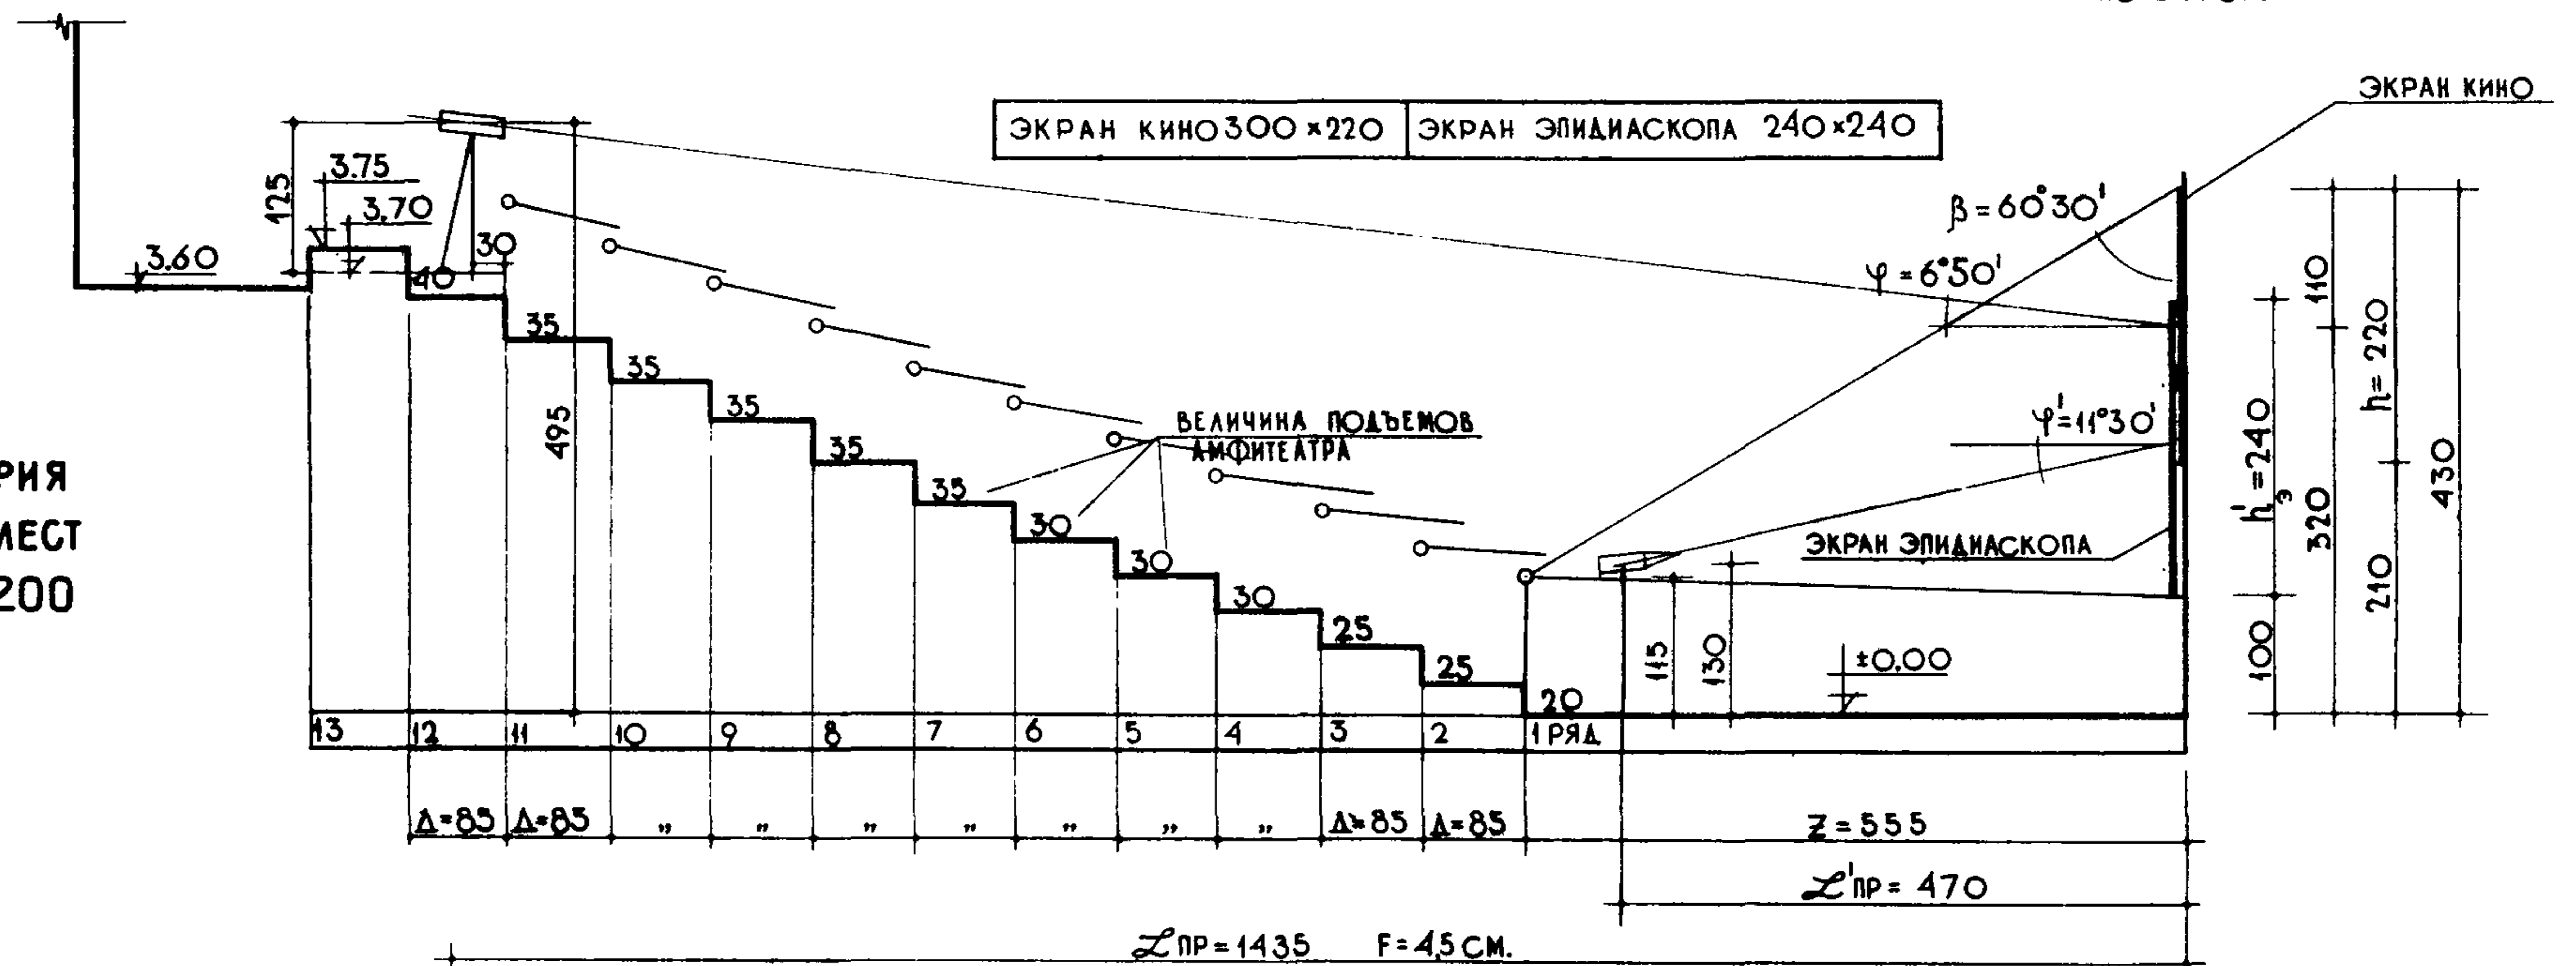 ЭКРАН КИНО
ЭКРАН КИНО 300×220 ЭКРАН ЭПИДИАСКОПА 240×240
125
3.75
3.70
3.60
30
β=60°30'
φ=6°50'
φ'=11°30'
40
35
35
35
35
35
30
30
30
25
25
20
495
ВЕЛИЧИНА ПОДЪЕМОВ
АМФИТЕАТРА
ЭКРАН ЭПИДИАСКОПА
115
130
±0,00
110
h=220
h'э=240
320
430
210
100
РИЯ
МЕСТ
200
13 12 11 10 9 8 7 6 5 4 3 2 1 РЯД
Δ=85 Δ=85 „ „ „ „ „ „ „ Δ=85 Δ=85 Z=555
ℒ'ПР=470
ℒПР=1435 F=4,5 СМ.